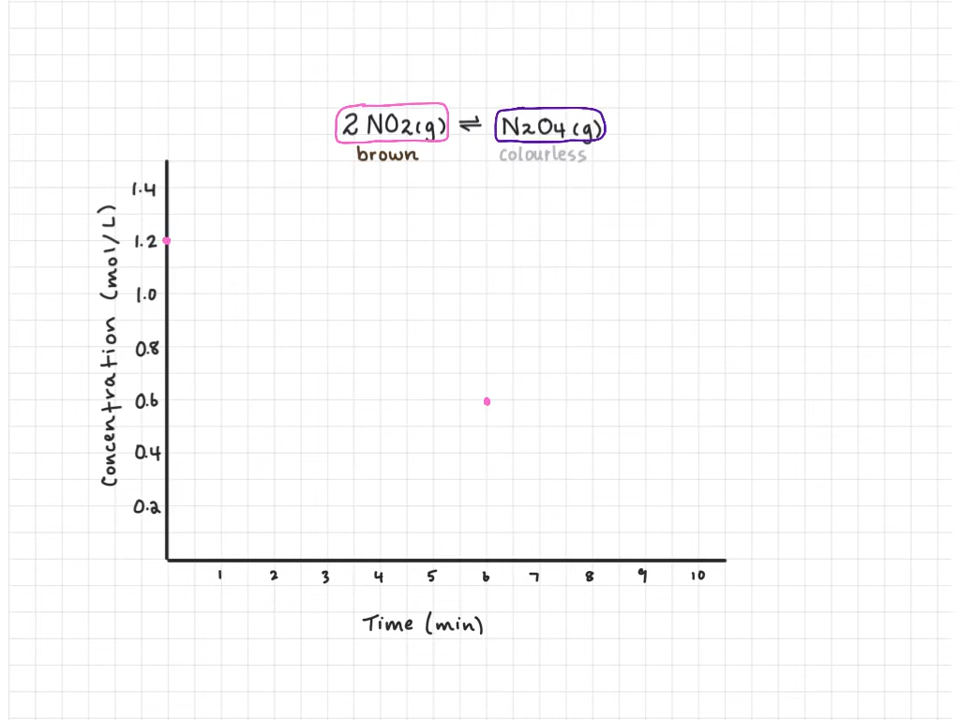 2 NO2(g) ⇌ N2O4(g)
brown colourless
Concentration (mol/L)
1.4
1.2
1.0
0.8
0.6
0.4
0.2
1 2 3 4 5 6 7 8 9 10
Time (min)